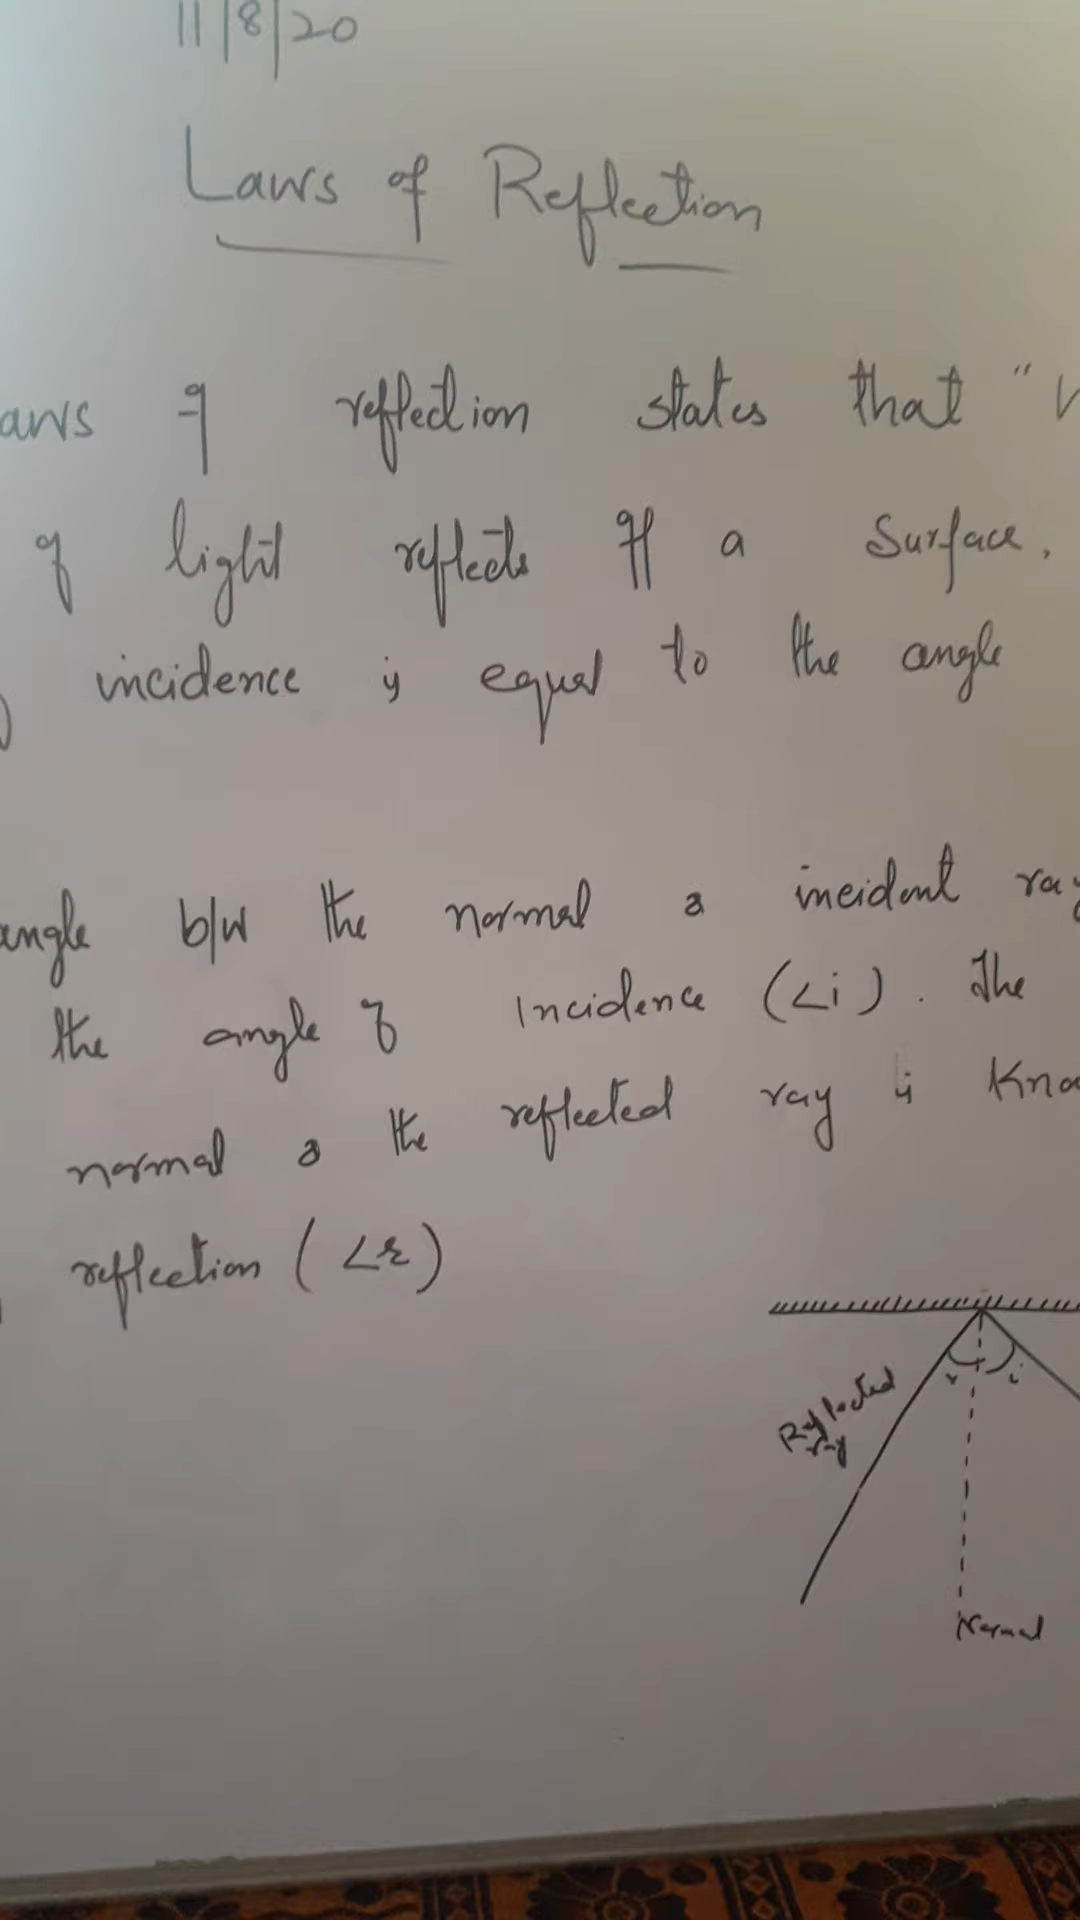 11/8/20
Laws of Reflection
aws of reflection states that "
of light reflects off a Surface.
incidence is equal to the angle
angle b/w the normal & incident ray
the angle of Incidence (∠i). The
normal & the reflected ray is Kno
reflection (∠r)
r i
Reflected
ray
Normal